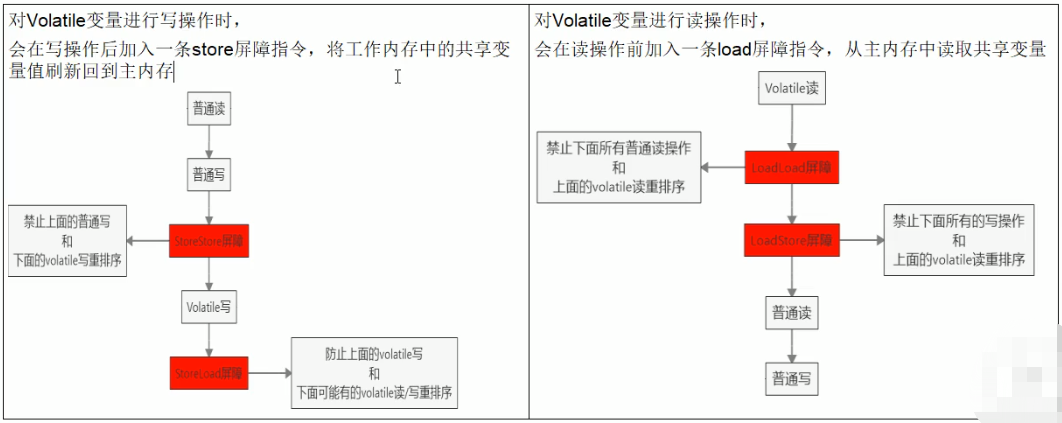 对Volatile变量进行写操作时，
会在写操作后加入一条store屏障指令，将工作内存中的共享变
量值刷新回到主内存
普通读
普通写
StoreStore屏障
禁止上面的普通写
和
下面的volatile写重排序
Volatile写
StoreLoad屏障
防止上面的volatile写
和
下面可能有的volatile读/写重排序
对Volatile变量进行读操作时，
会在读操作前加入一条load屏障指令，从主内存中读取共享变量
Volatile读
LoadLoad屏障
禁止下面所有普通读操作
和
上面的volatile读重排序
LoadStore屏障
禁止下面所有的写操作
和
上面的volatile读重排序
普通读
普通写